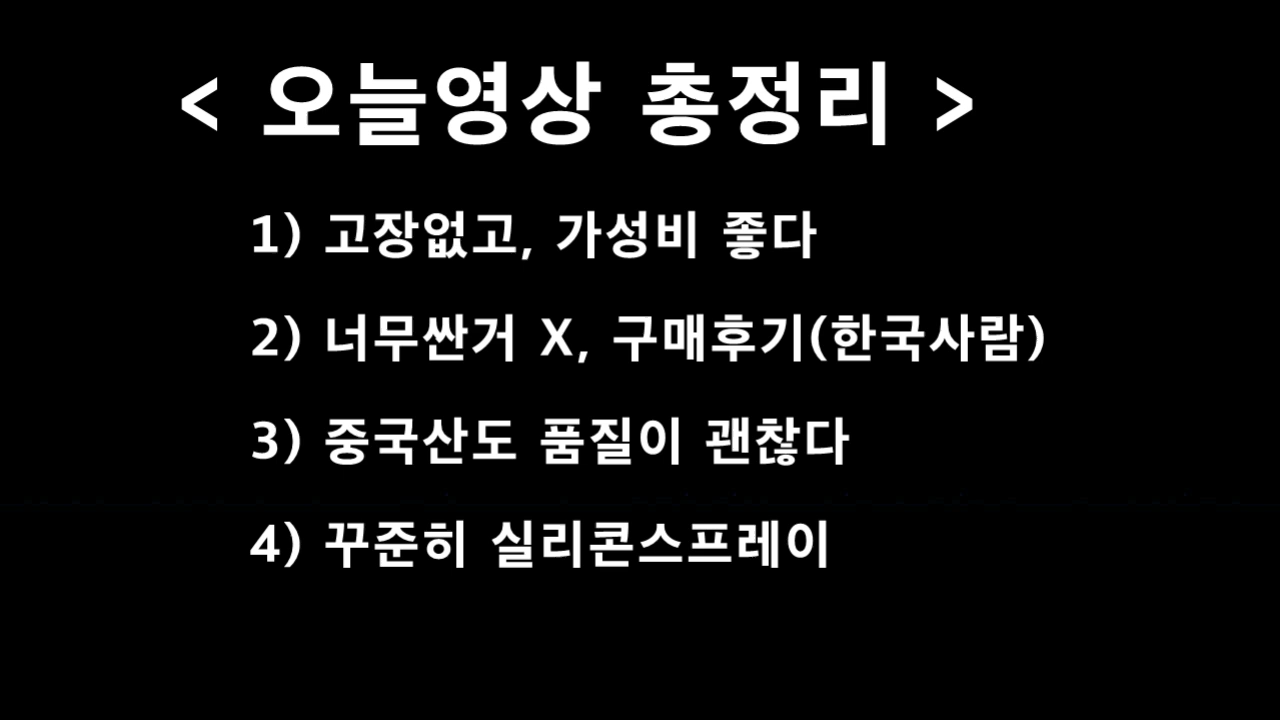 < 오늘영상 총정리 >
1) 고장없고, 가성비 좋다
2) 너무싼거 X, 구매후기(한국사람)
3) 중국산도 품질이 괜찮다
4) 꾸준히 실리콘스프레이